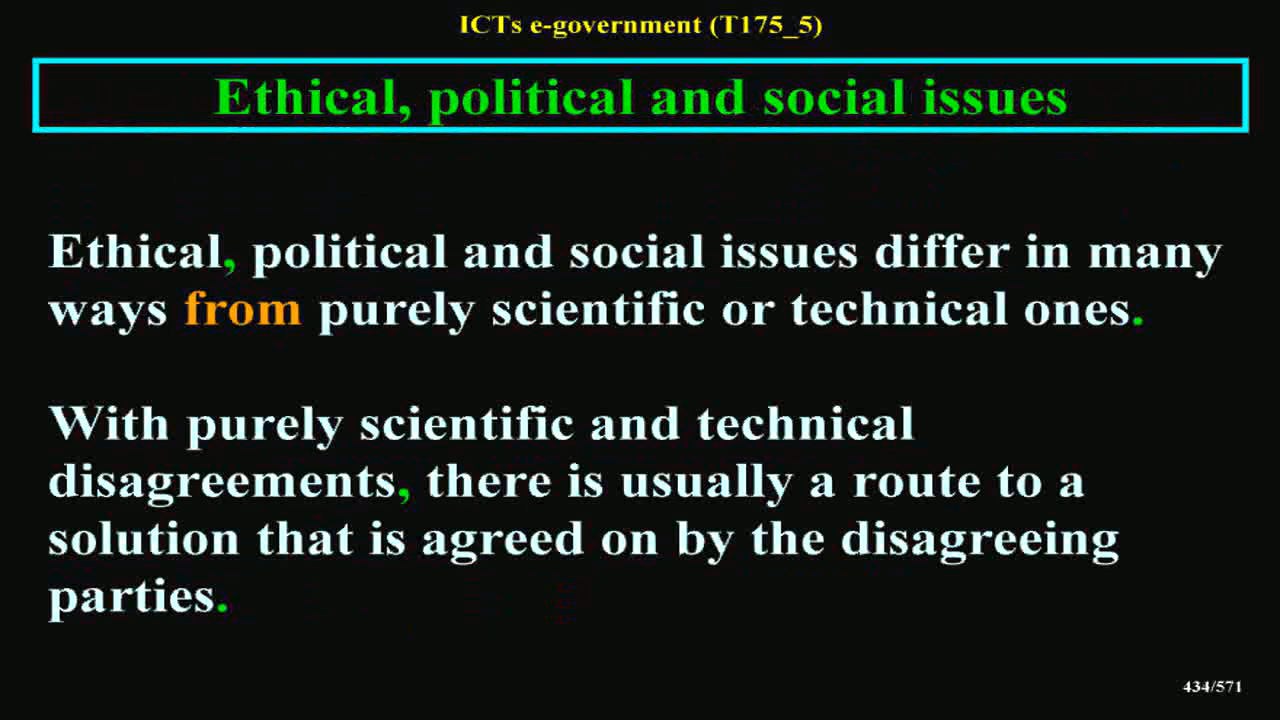 ICTs e-government (T175_5)
Ethical, political and social issues
Ethical, political and social issues differ in many
ways from purely scientific or technical ones.
With purely scientific and technical
disagreements, there is usually a route to a
solution that is agreed on by the disagreeing
parties.
434/571